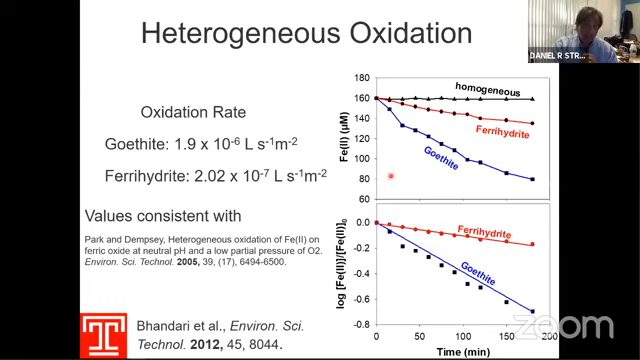 Heterogeneous Oxidation
DANIEL R STR...
Oxidation Rate
Goethite: 1.9 x 10⁻⁶ L s⁻¹m⁻²
Ferrihydrite: 2.02 x 10⁻⁷ L s⁻¹m⁻²
Values consistent with
Park and Dempsey, Heterogeneous oxidation of Fe(II) on
ferric oxide at neutral pH and a low partial pressure of O2.
Environ. Sci. Technol. 2005, 39, (17), 6494-6500.
Bhandari et al., Environ. Sci.
Technol. 2012, 45, 8044.
180
160
140
120
100
80
60
Fe(II) (µM)
homogeneous
Ferrihydrite
Goethite
0.0
-0.2
-0.4
-0.6
-0.8
log [Fe(II)]/[Fe(II)]₀
Ferrihydrite
Goethite
0 50 100 150 200
Time (min)
zoom